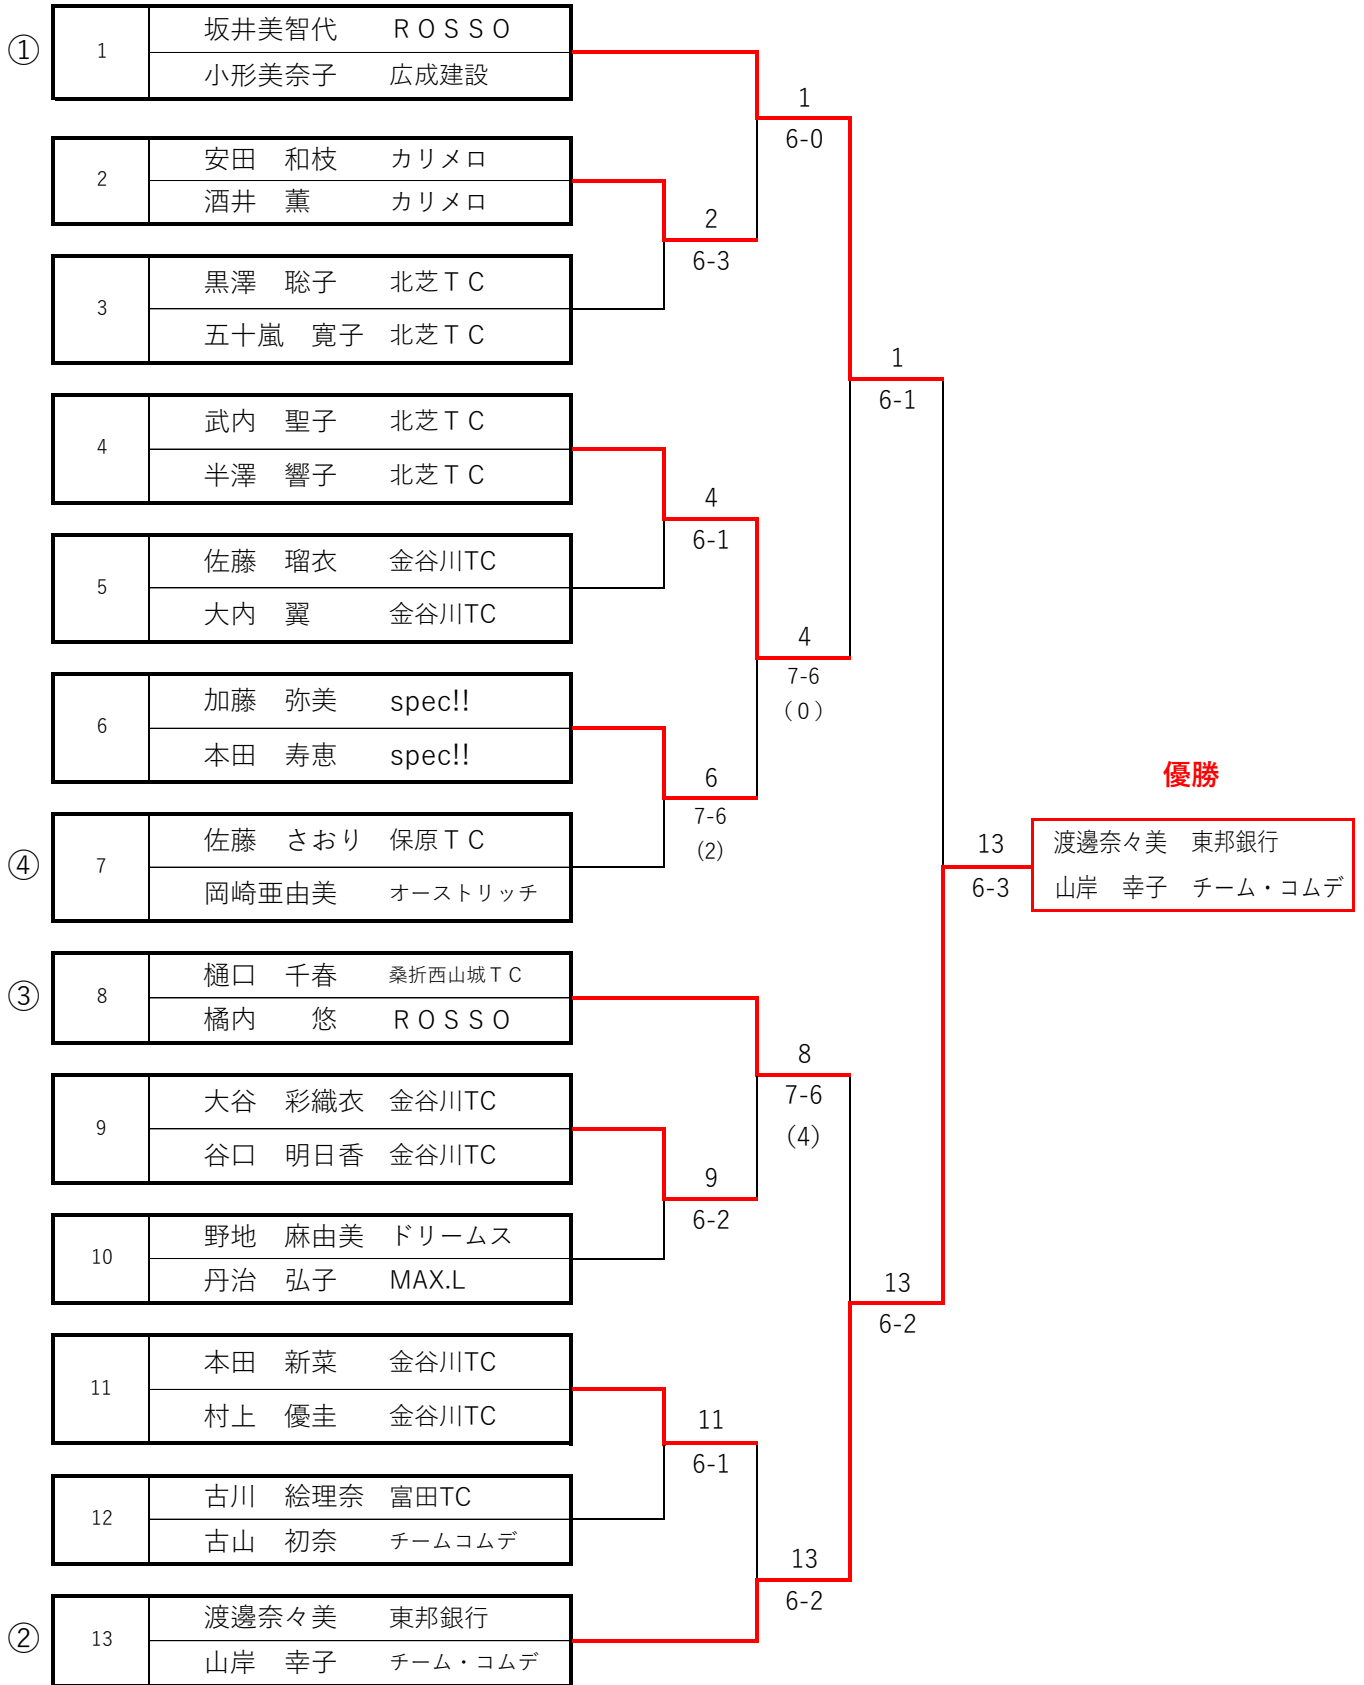 ① 1 坂井美智代 ＲＯＳＳＯ
小形美奈子 広成建設
1
6-0
2 安田　和枝 カリメロ
酒井　薫 カリメロ
2
6-3
3 黒澤　聡子 北芝ＴＣ
五十嵐　寛子 北芝ＴＣ
1
6-1
4 武内　聖子 北芝ＴＣ
半澤　響子 北芝ＴＣ
4
6-1
5 佐藤　瑠衣 金谷川TC
大内　翼 金谷川TC
4
7-6
（0）
6 加藤　弥美 spec!!
本田　寿恵 spec!!
6
7-6
(2)
④ 7 佐藤　さおり 保原ＴＣ
岡崎亜由美 オーストリッチ
優勝
13
6-3
渡邊奈々美 東邦銀行
山岸　幸子 チーム・コムデ
③ 8 樋口　千春 桑折西山城ＴＣ
橘内　　悠 ＲＯＳＳＯ
8
7-6
(4)
9 大谷　彩織衣 金谷川TC
谷口　明日香 金谷川TC
9
6-2
10 野地　麻由美 ドリームス
丹治　弘子 MAX.L
13
6-2
11 本田　新菜 金谷川TC
村上　優圭 金谷川TC
11
6-1
12 古川　絵理奈 富田TC
古山　初奈 チームコムデ
13
6-2
② 13 渡邊奈々美 東邦銀行
山岸　幸子 チーム・コムデ